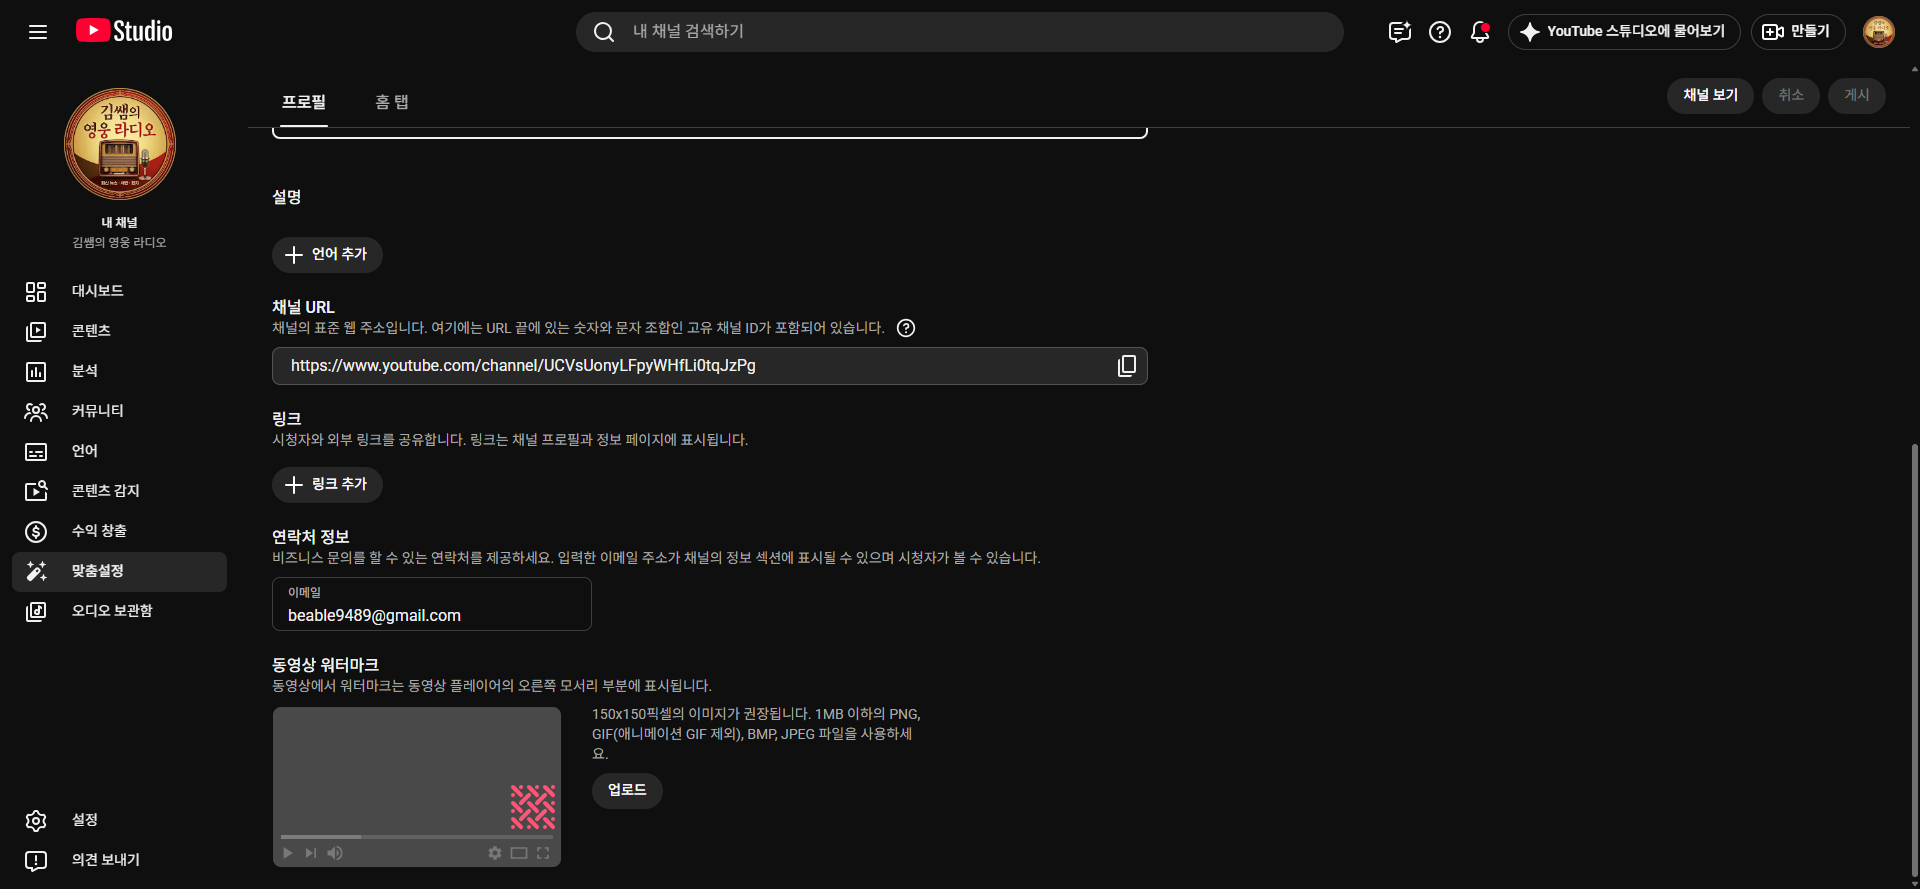 Studio
내 채널 검색하기
YouTube 스튜디오에 물어보기
만들기
김쌤의
영웅 라디오
내 채널
김쌤의 영웅 라디오
대시보드
콘텐츠
분석
커뮤니티
언어
콘텐츠 감지
수익 창출
맞춤설정
오디오 보관함
설정
의견 보내기
프로필
홈 탭
채널 보기
취소
게시
설명
언어 추가
채널 URL
채널의 표준 웹 주소입니다. 여기에는 URL 끝에 있는 숫자와 문자 조합인 고유 채널 ID가 포함되어 있습니다.
https://www.youtube.com/channel/UCVsUonyLFpyWHfLi0tqJzPg
링크
시청자와 외부 링크를 공유합니다. 링크는 채널 프로필과 정보 페이지에 표시됩니다.
링크 추가
연락처 정보
비즈니스 문의를 할 수 있는 연락처를 제공하세요. 입력한 이메일 주소가 채널의 정보 섹션에 표시될 수 있으며 시청자가 볼 수 있습니다.
이메일
beable9489@gmail.com
동영상 워터마크
동영상에서 워터마크는 동영상 플레이어의 오른쪽 모서리 부분에 표시됩니다.
150x150픽셀의 이미지가 권장됩니다. 1MB 이하의 PNG,
GIF(애니메이션 GIF 제외), BMP, JPEG 파일을 사용하세
요.
업로드